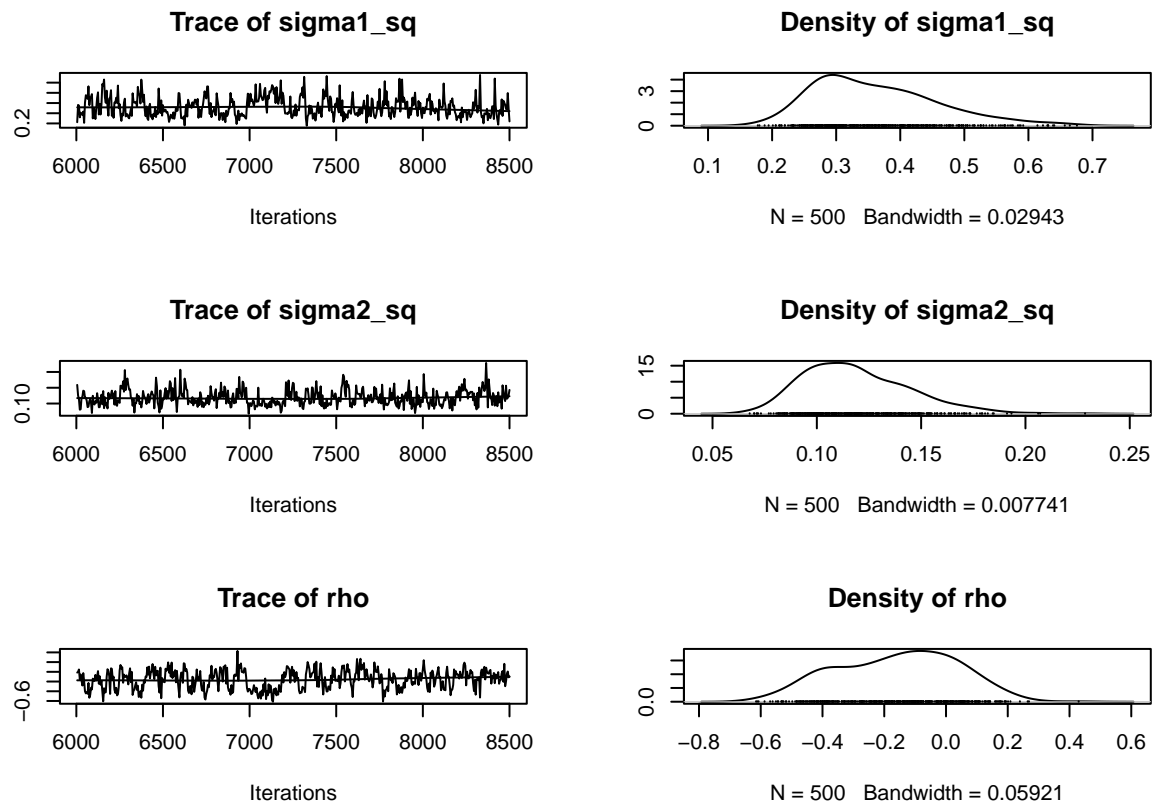 Trace of sigma1_sq
0.2
6000 6500 7000 7500 8000 8500
Iterations
Density of sigma1_sq
0 3
0.1 0.2 0.3 0.4 0.5 0.6 0.7
N = 500 Bandwidth = 0.02943
Trace of sigma2_sq
0.10
6000 6500 7000 7500 8000 8500
Iterations
Density of sigma2_sq
0 15
0.05 0.10 0.15 0.20 0.25
N = 500 Bandwidth = 0.007741
Trace of rho
−0.6
6000 6500 7000 7500 8000 8500
Iterations
Density of rho
0.0
−0.8 −0.6 −0.4 −0.2 0.0 0.2 0.4 0.6
N = 500 Bandwidth = 0.05921